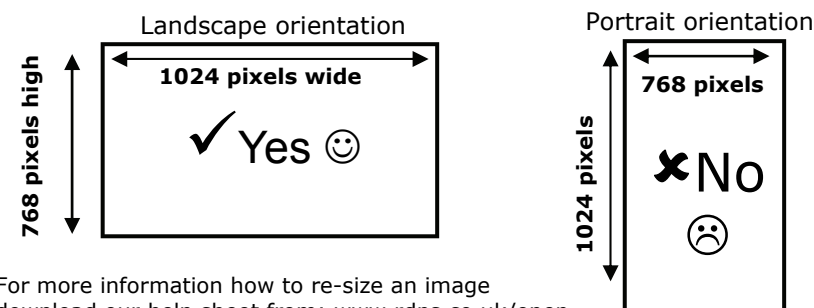 Landscape orientation
1024 pixels wide
768 pixels high
Yes
Portrait orientation
768 pixels
1024 pixels
No
For more information how to re-size an image